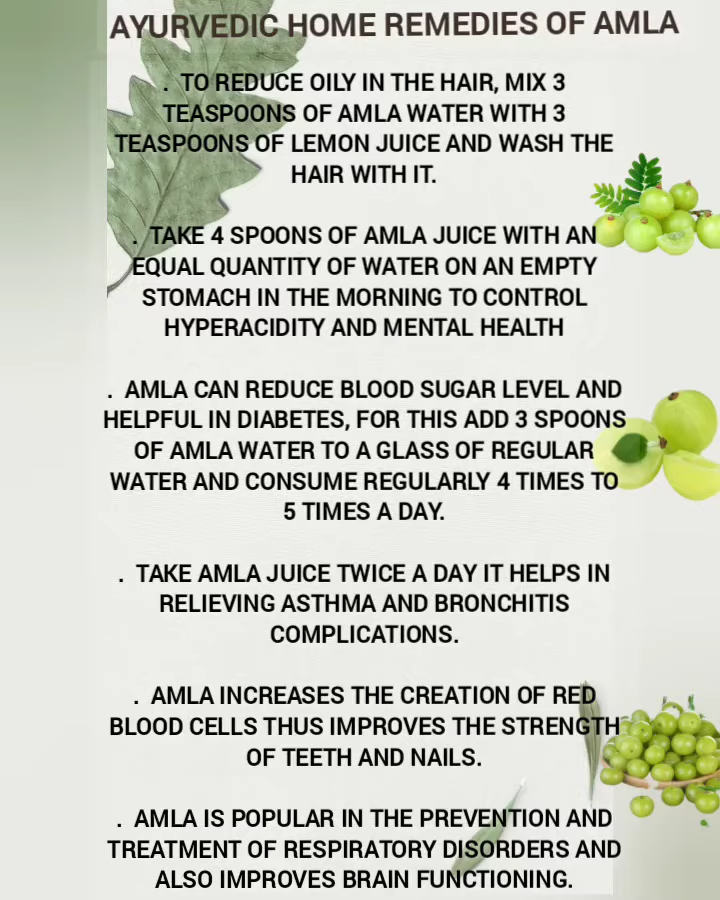 AYURVEDIC HOME REMEDIES OF AMLA
. TO REDUCE OILY IN THE HAIR, MIX 3
TEASPOONS OF AMLA WATER WITH 3
TEASPOONS OF LEMON JUICE AND WASH THE
HAIR WITH IT.
. TAKE 4 SPOONS OF AMLA JUICE WITH AN
EQUAL QUANTITY OF WATER ON AN EMPTY
STOMACH IN THE MORNING TO CONTROL
HYPERACIDITY AND MENTAL HEALTH
. AMLA CAN REDUCE BLOOD SUGAR LEVEL AND
HELPFUL IN DIABETES, FOR THIS ADD 3 SPOONS
OF AMLA WATER TO A GLASS OF REGULAR
WATER AND CONSUME REGULARLY 4 TIMES TO
5 TIMES A DAY.
. TAKE AMLA JUICE TWICE A DAY IT HELPS IN
RELIEVING ASTHMA AND BRONCHITIS
COMPLICATIONS.
. AMLA INCREASES THE CREATION OF RED
BLOOD CELLS THUS IMPROVES THE STRENGTH
OF TEETH AND NAILS.
. AMLA IS POPULAR IN THE PREVENTION AND
TREATMENT OF RESPIRATORY DISORDERS AND
ALSO IMPROVES BRAIN FUNCTIONING.